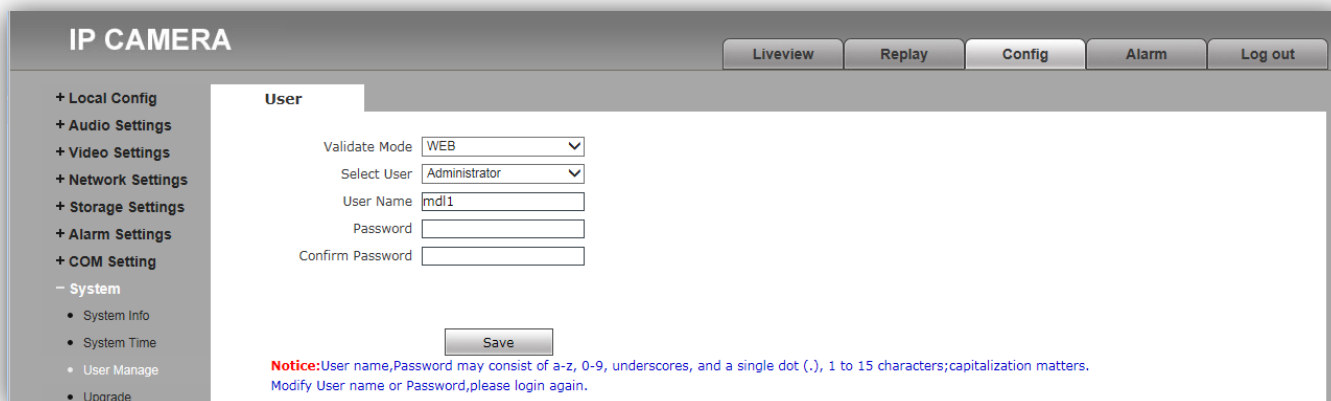 IP CAMERA
Liveview Replay Config Alarm Log out
+ Local Config
+ Audio Settings
+ Video Settings
+ Network Settings
+ Storage Settings
+ Alarm Settings
+ COM Setting
− System
• System Info
• System Time
• User Manage
• Upgrade
User
Validate Mode WEB
Select User Administrator
User Name mdl1
Password
Confirm Password
Save
Notice:User name,Password may consist of a-z, 0-9, underscores, and a single dot (.), 1 to 15 characters;capitalization matters.
Modify User name or Password,please login again.